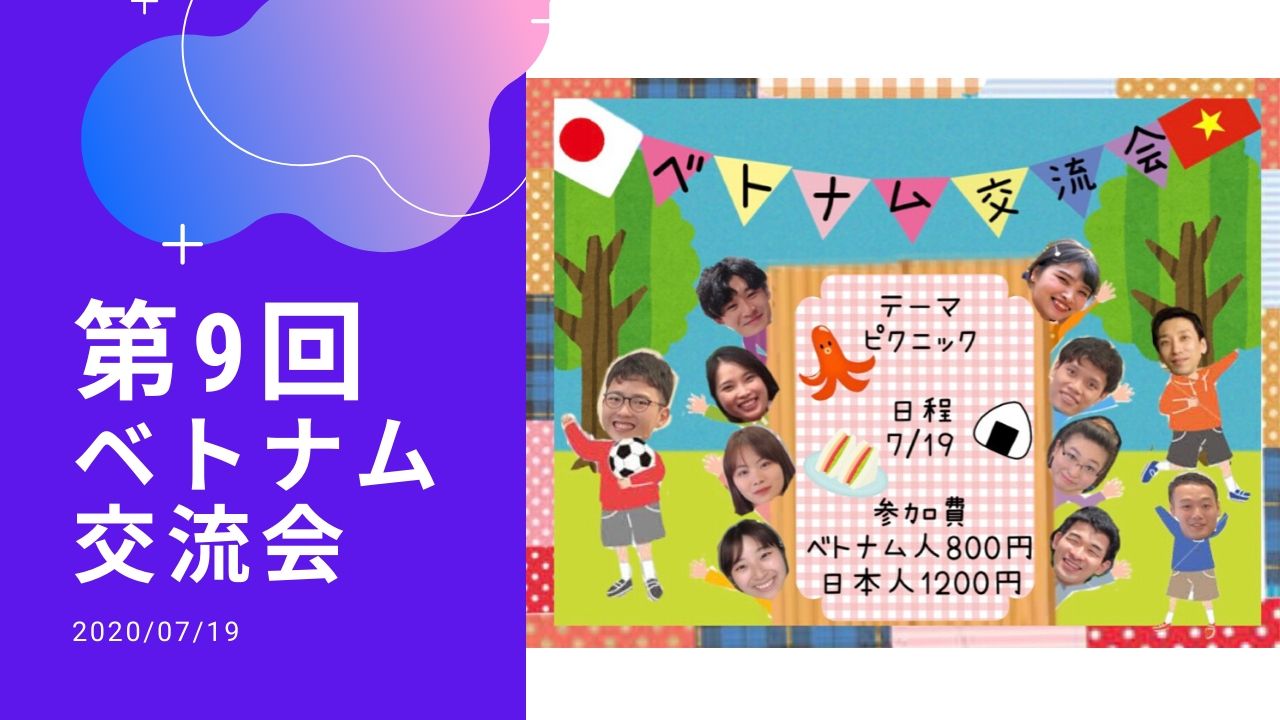 第9回
ベトナム
交流会
2020/07/19
ベトナム交流会
テーマ
ピクニック
日程
7/19
参加費
ベトナム人800円
日本人1200円